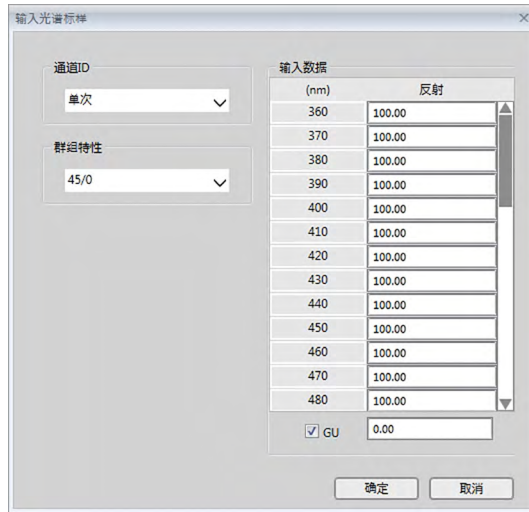 输入光谱标样
通道ID
单次
群组特性
45/0
输入数据
(nm) 反射
360 100.00
370 100.00
380 100.00
390 100.00
400 100.00
410 100.00
420 100.00
430 100.00
440 100.00
450 100.00
460 100.00
470 100.00
480 100.00
GU 0.00
确定 取消